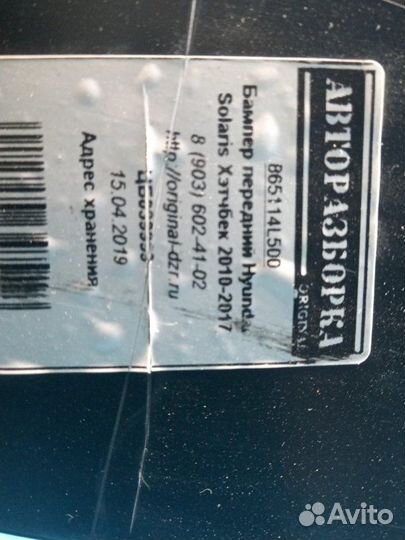 АВТОРАЗБОРКА
ORIGINAL
865114L500
Бампер передний Hyundai
Solaris Хэтчбек 2010-2017
8 (903) 602-41-02
http://original-dzr.ru
15.04.2019
Адрес хранения
Avito